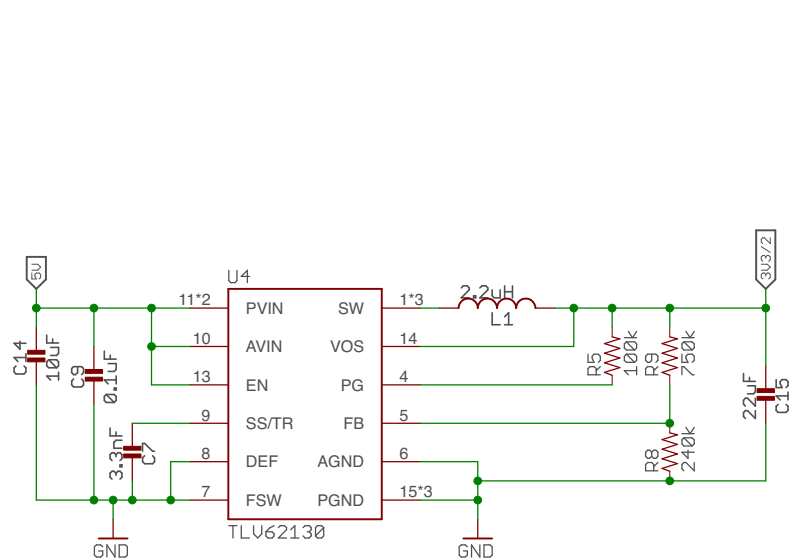 5V
3V3/2
U4
11*2
PVIN
SW
1*3
2.2uH
L1
10
AVIN
VOS
14
C14
10uF
C9
0.1uF
R5
100k
R9
750k
13
EN
PG
4
22uF
C15
9
SS/TR
FB
5
3.3nF
C7
8
DEF
AGND
6
R8
240k
7
FSW
PGND
15*3
TLV62130
GND
GND